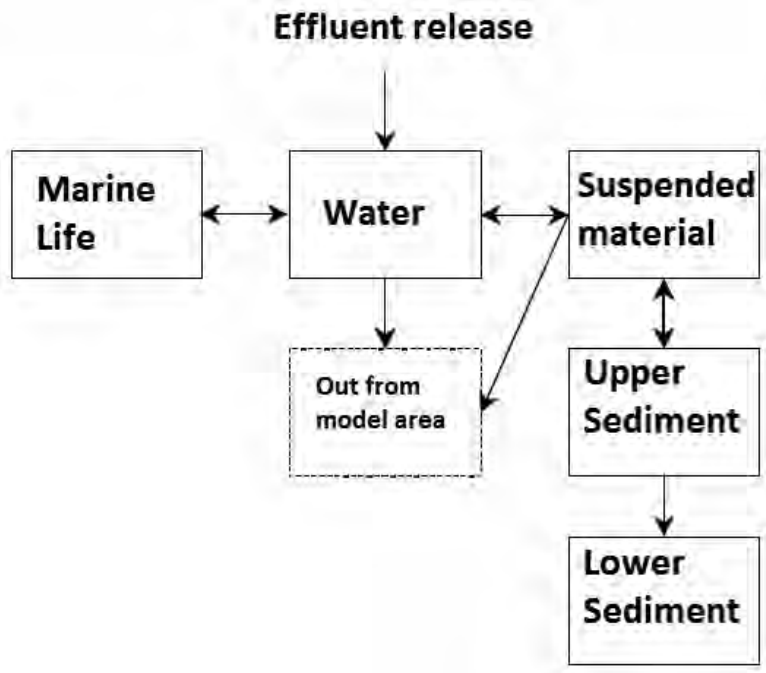 Effluent release
Marine
Life
Water
Suspended
material
Out from
model area
Upper
Sediment
Lower
Sediment